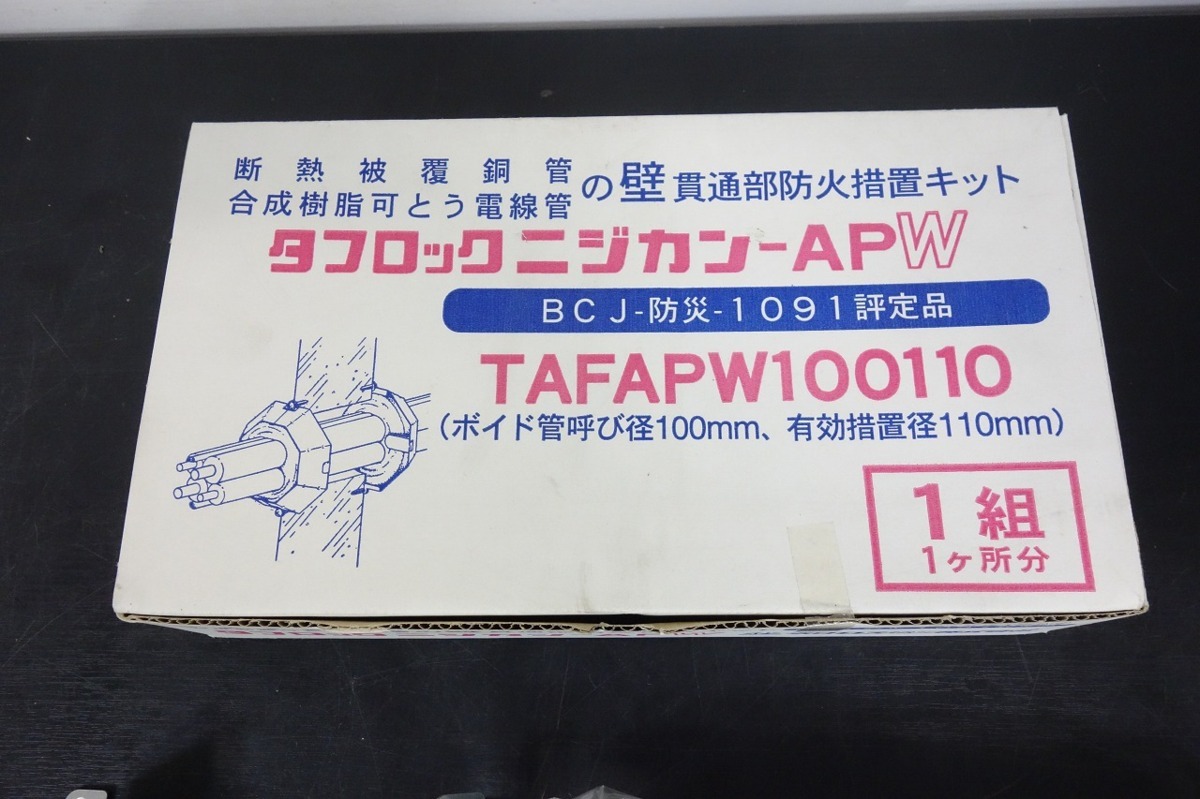 断熱被覆銅管
合成樹脂可とう電線管
の壁貫通部防火措置キット
タフロックニジカン-APW
BCJ-防災-1091評定品
TAFAPW100110
(ボイド管呼び径100mm、有効措置径110mm)
1組
1ヶ所分